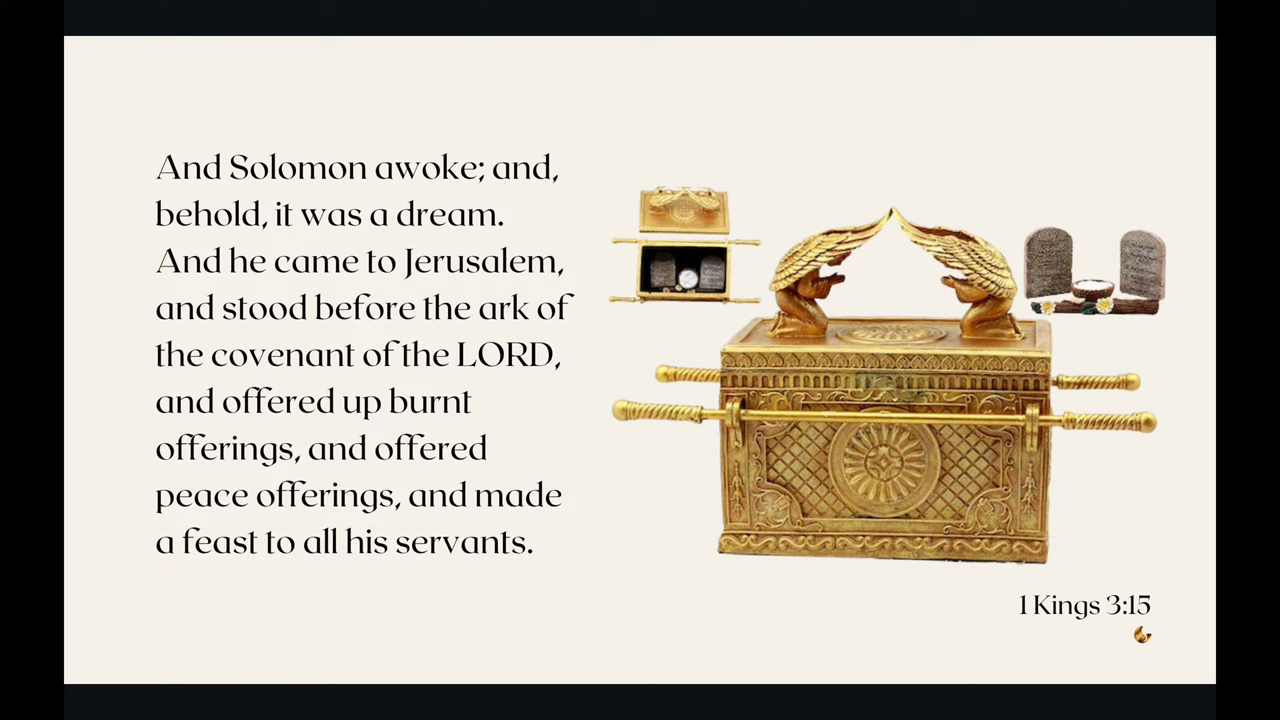 And Solomon awoke; and,
behold, it was a dream.
And he came to Jerusalem,
and stood before the ark of
the covenant of the LORD,
and offered up burnt
offerings, and offered
peace offerings, and made
a feast to all his servants.
1 Kings 3:15